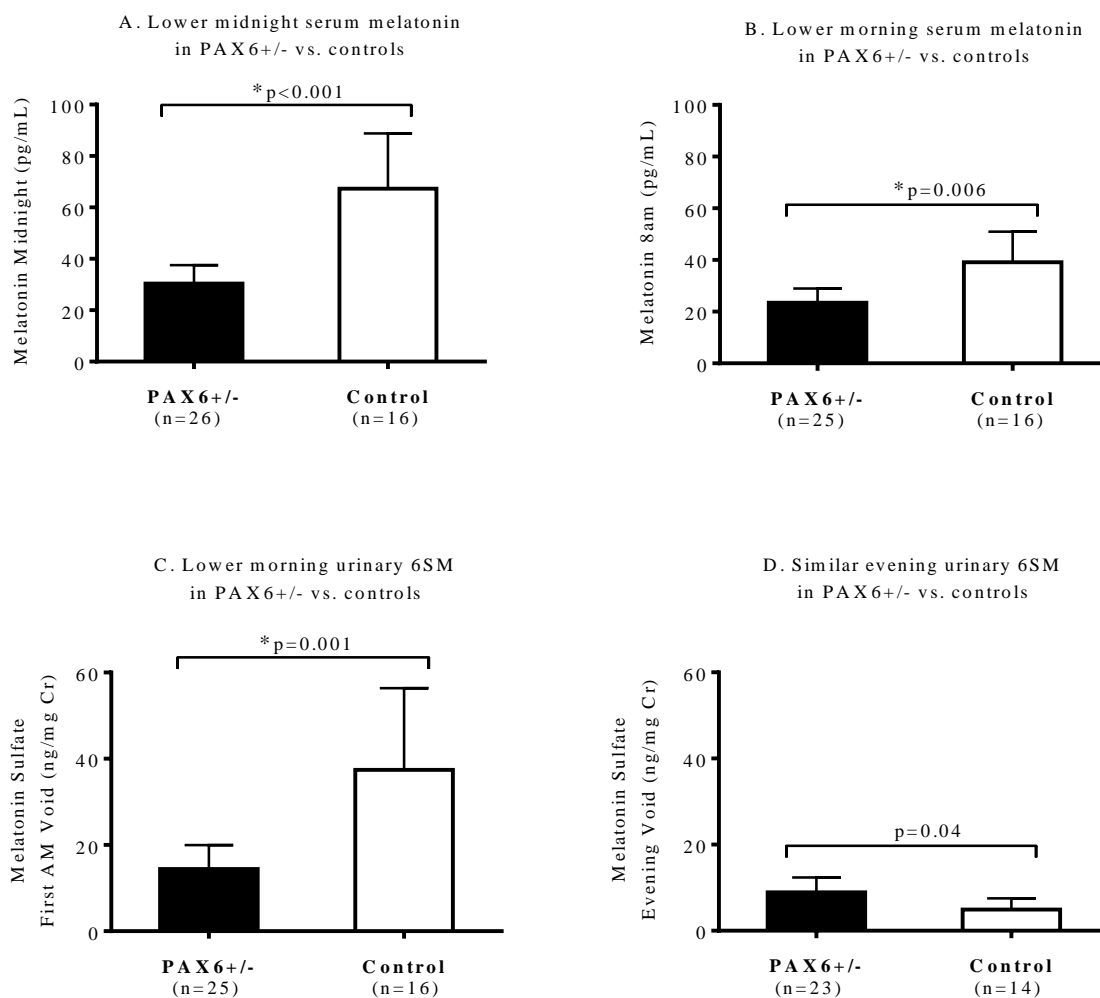 A. Lower midnight serum melatonin
in PAX6+/- vs. controls
*p<0.001
Melatonin Midnight (pg/mL)
100
80
60
40
20
0
PAX6+/-
(n=26)
Control
(n=16)
B. Lower morning serum melatonin
in PAX6+/- vs. controls
*p=0.006
Melatonin 8am (pg/mL)
100
80
60
40
20
0
PAX6+/-
(n=25)
Control
(n=16)
C. Lower morning urinary 6SM
in PAX6+/- vs. controls
*p=0.001
Melatonin Sulfate
First AM Void (ng/mg Cr)
60
40
20
0
PAX6+/-
(n=25)
Control
(n=16)
D. Similar evening urinary 6SM
in PAX6+/- vs. controls
p=0.04
Melatonin Sulfate
Evening Void (ng/mg Cr)
60
40
20
0
PAX6+/-
(n=23)
Control
(n=14)